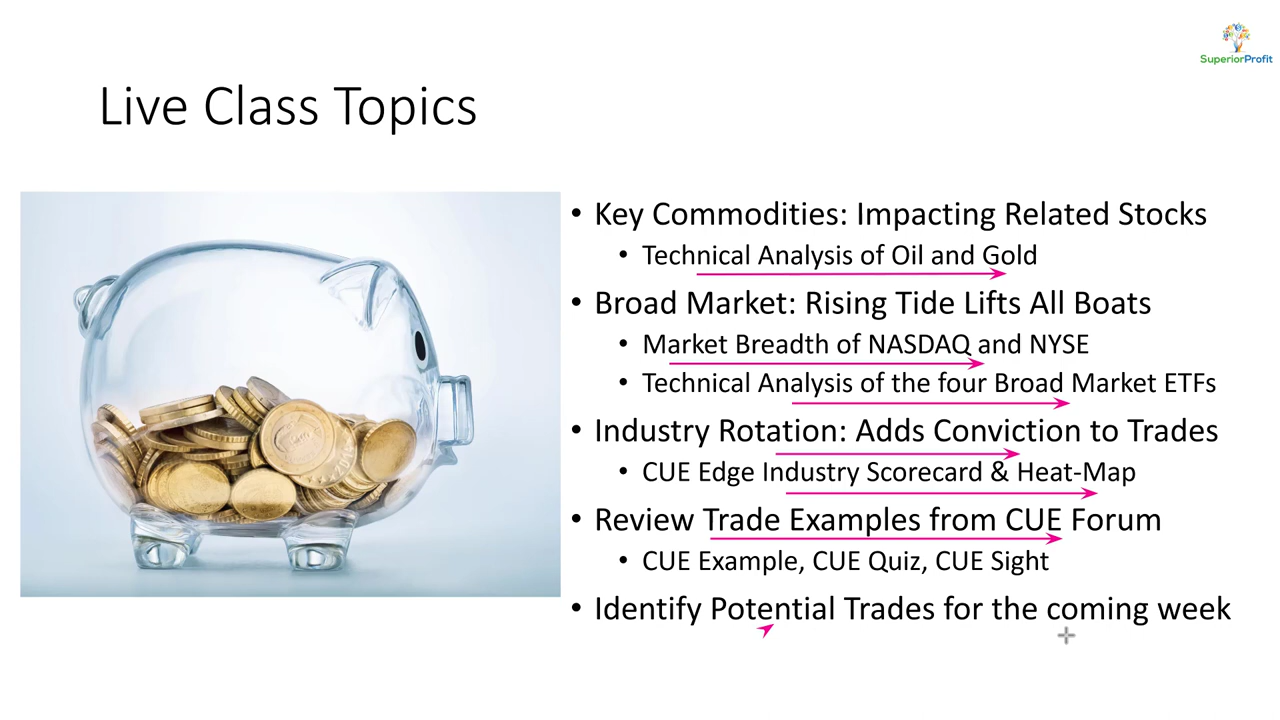 SuperiorProfit
Live Class Topics
• Key Commodities: Impacting Related Stocks
• Technical Analysis of Oil and Gold
• Broad Market: Rising Tide Lifts All Boats
• Market Breadth of NASDAQ and NYSE
• Technical Analysis of the four Broad Market ETFs
• Industry Rotation: Adds Conviction to Trades
• CUE Edge Industry Scorecard & Heat-Map
• Review Trade Examples from CUE Forum
• CUE Example, CUE Quiz, CUE Sight
• Identify Potential Trades for the coming week